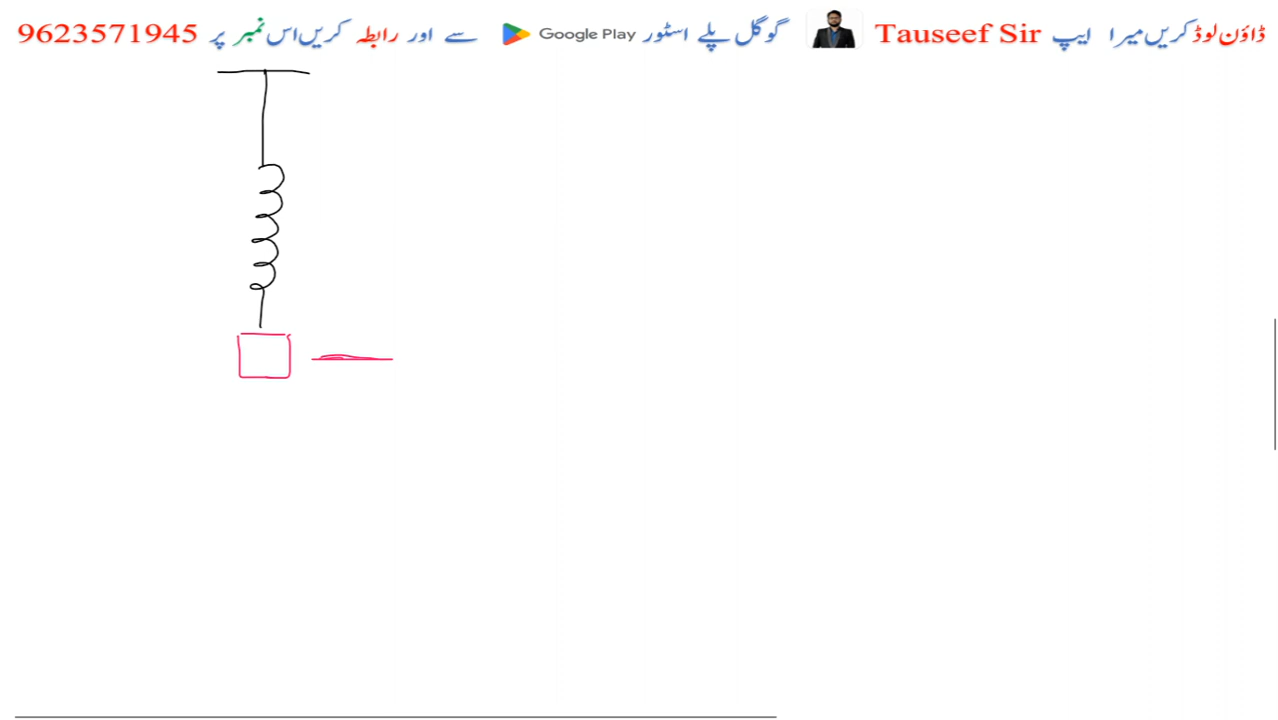 ڈاؤن لوڈ کریں میرا ایپ Tauseef Sir گوگل پلے اسٹور Google Play سے اور رابطہ کریں اس نمبر پر 9623571945